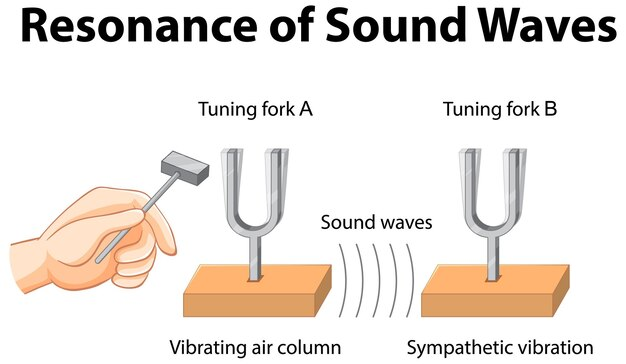 Resonance of Sound Waves
Tuning fork A
Tuning fork B
Sound waves
Vibrating air column
Sympathetic vibration